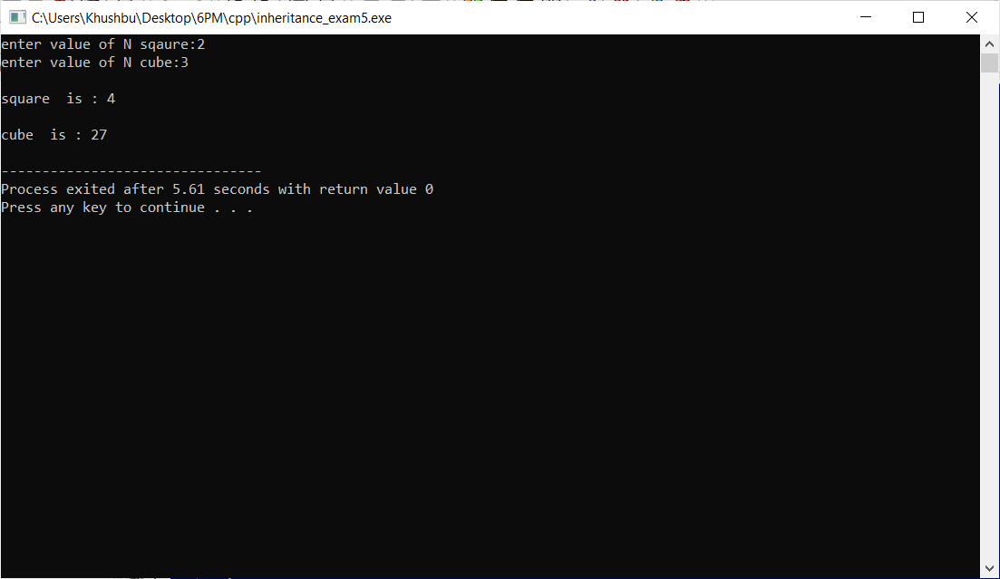 C:\Users\Khushbu\Desktop\6PM\cpp\inheritance_exam5.exe
enter value of N sqaure:2
enter value of N cube:3
square  is : 4
cube  is : 27
--------------------------------
Process exited after 5.61 seconds with return value 0
Press any key to continue . . .